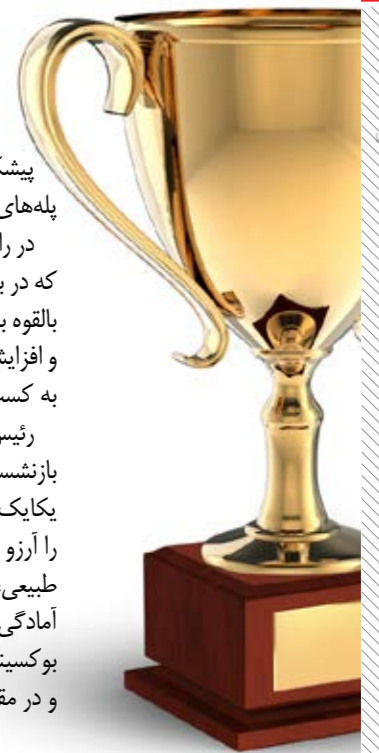 پیشک
پله‌های
در را
که در ب
بالقوه ب
و افزایش
به کسب
رئیس
بازنشس
یکایک
را آرزو
طبیعی،
آمادگی
بوکسین
و در مق